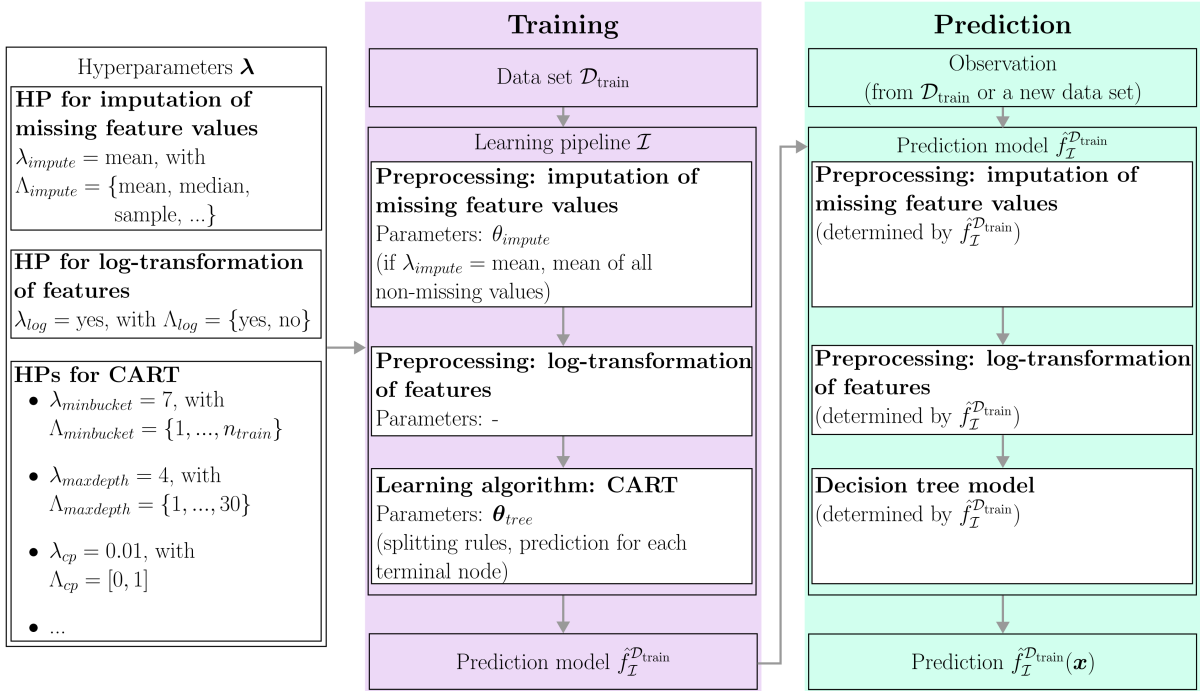 Hyperparameters λ
HP for imputation of
missing feature values
λ_impute = mean, with
Λ_impute = {mean, median,
sample, ...}
HP for log-transformation
of features
λ_log = yes, with Λ_log = {yes, no}
HPs for CART
• λ_minbucket = 7, with
Λ_minbucket = {1, ..., n_train}
• λ_maxdepth = 4, with
Λ_maxdepth = {1, ..., 30}
• λ_cp = 0.01, with
Λ_cp = [0, 1]
• ...
Training
Data set 𝒟_train
Learning pipeline ℐ
Preprocessing: imputation of
missing feature values
Parameters: θ_impute
(if λ_impute = mean, mean of all
non-missing values)
Preprocessing: log-transformation
of features
Parameters: -
Learning algorithm: CART
Parameters: θ_tree
(splitting rules, prediction for each
terminal node)
Prediction model f̂_ℐ^𝒟_train
Prediction
Observation
(from 𝒟_train or a new data set)
Prediction model f̂_ℐ^𝒟_train
Preprocessing: imputation of
missing feature values
(determined by f̂_ℐ^𝒟_train)
Preprocessing: log-transformation
of features
(determined by f̂_ℐ^𝒟_train)
Decision tree model
(determined by f̂_ℐ^𝒟_train)
Prediction f̂_ℐ^𝒟_train(x)